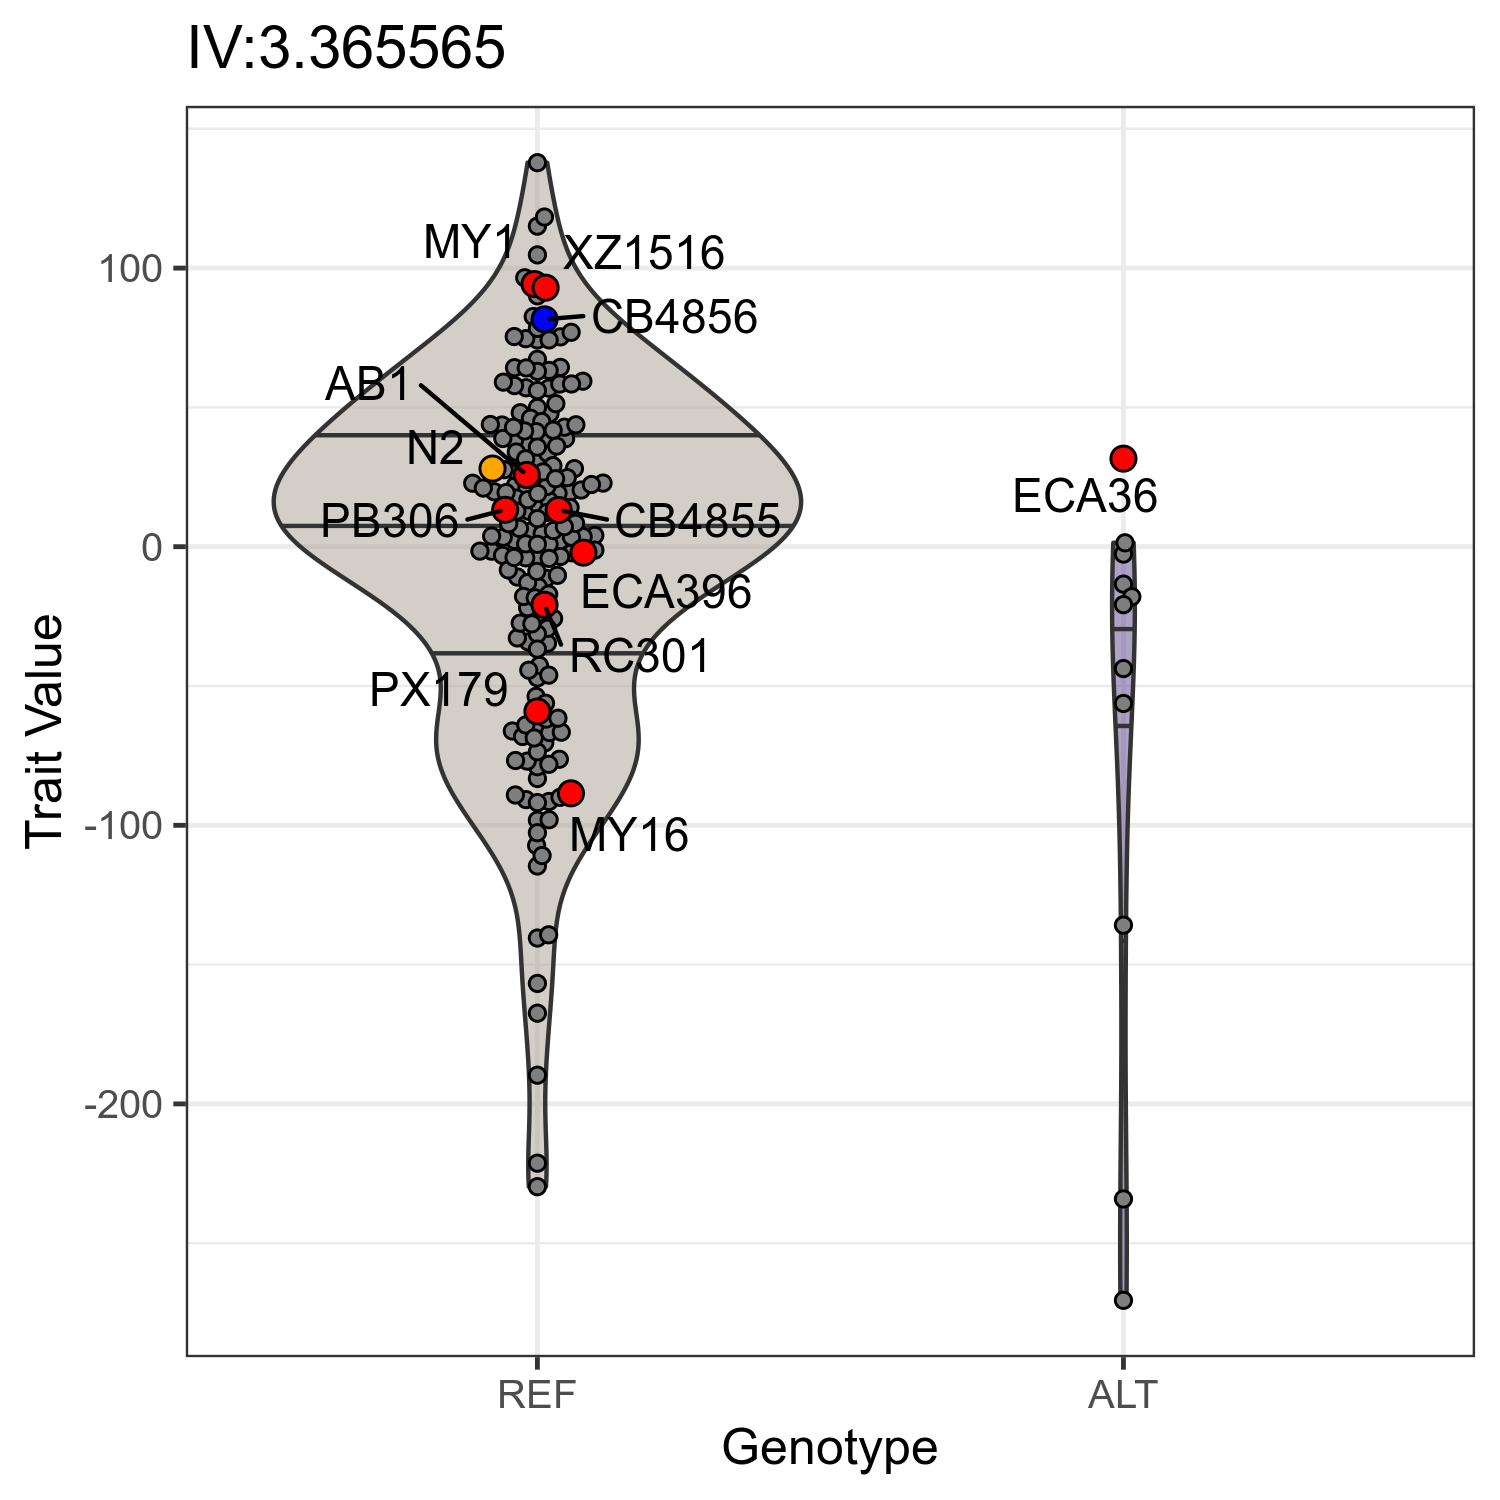 IV:3.365565
MY1
XZ1516
CB4856
AB1
N2
PB306
CB4855
ECA396
RC301
PX179
MY16
ECA36
100
0
-100
-200
Trait Value
REF
ALT
Genotype